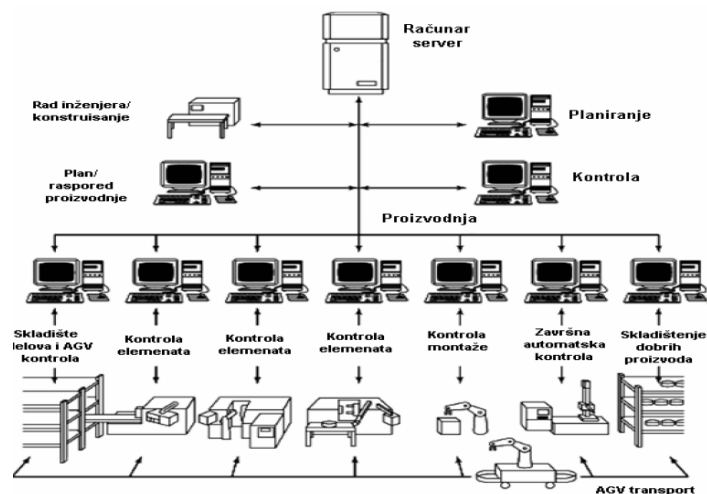 Računar
server
Rad inženjera/
konstruisanje
Planiranje
Plan/
raspored
proizvodnje
Kontrola
Proizvodnja
Skladište
delova i AGV
kontrola
Kontrola
elemenata
Kontrola
elemenata
Kontrola
elemenata
Kontrola
montaže
Završna
automatska
kontrola
Skladištenje
dobrih
proizvoda
AGV transport